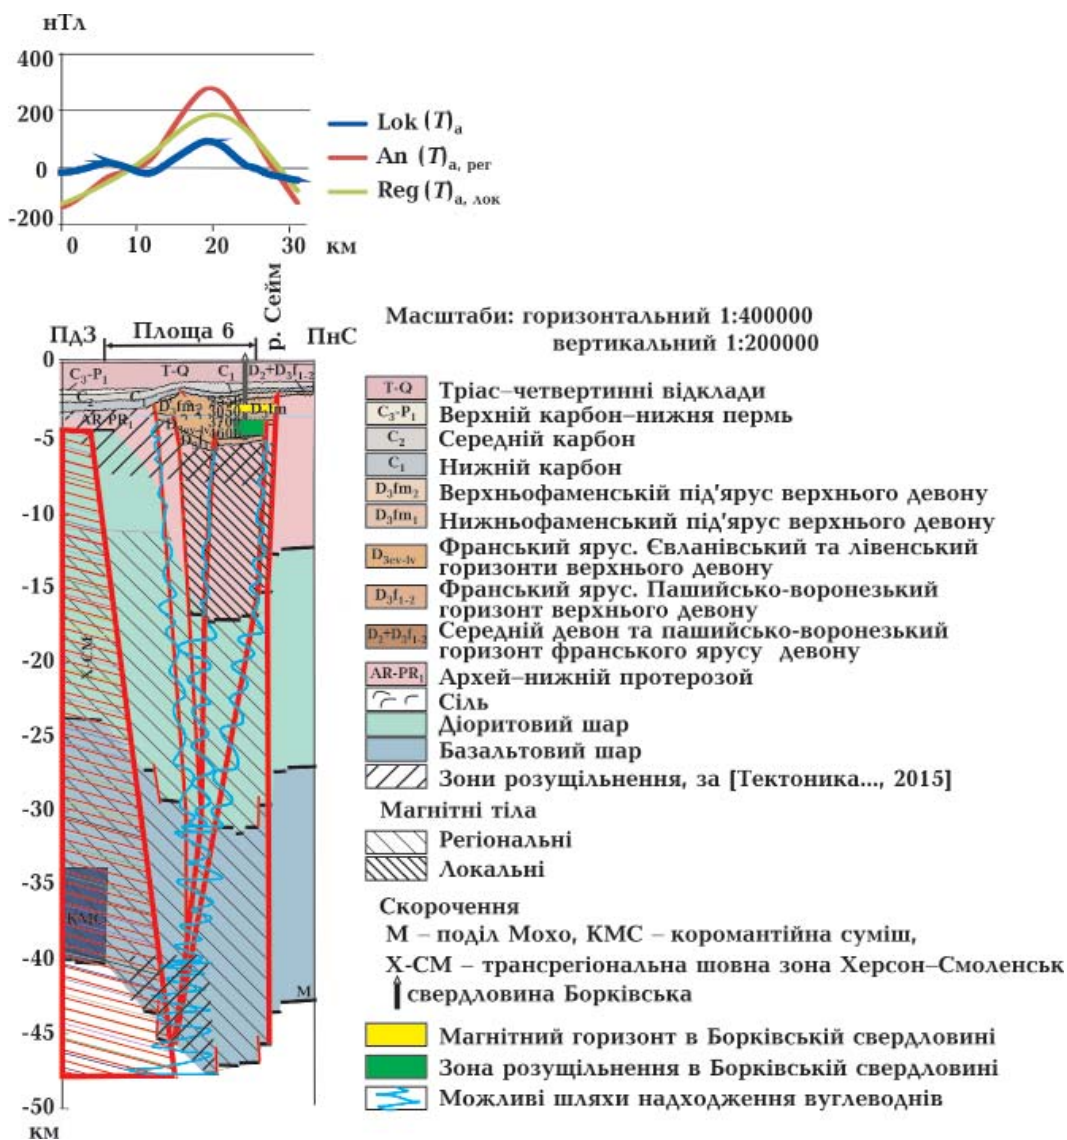 нТл
400
200
0
-200
0
10
20
30
км
Lok (T)а
An (T)а, рег
Reg (T)а, лок
р. Сейм
ПдЗ
Площа 6
ПнС
Масштаби: горизонтальний 1:400000
вертикальний 1:200000
0
-5
-10
-15
-20
-25
-30
-35
-40
-45
-50
км
C3-P1
T-Q
C1
D2+D3f1-2
C2
C1
AR-PR1
Х-СМ
КМС
М
T-Q
Тріас–четвертинні відклади
C3-P1
Верхній карбон–нижня пермь
C2
Середній карбон
C1
Нижній карбон
D3fm2
Верхньофаменській під'ярус верхнього девону
D3fm1
Нижньофаменський під'ярус верхнього девону
D3ev-lv
Франський ярус. Євланівський та лівенський
горизонти верхнього девону
D3f1-2
Франський ярус. Пашийсько-воронезький
горизонт верхнього девону
D2+D3f1-2
Середній девон та пашийсько-воронезький
горизонт франського ярусу девону
AR-PR1
Архей–нижній протерозой
Сіль
Діоритовий шар
Базальтовий шар
Зони розущільнення, за [Тектоника..., 2015]
Магнітні тіла
Регіональні
Локальні
Скорочення
М – поділ Мохо, КМС – коромантійна суміш,
Х-СМ – трансрегіональна шовна зона Херсон–Смоленськ
свердловина Борківська
Магнітний горизонт в Борківській свердловині
Зона розущільнення в Борківській свердловині
Можливі шляхи надходження вуглеводнів